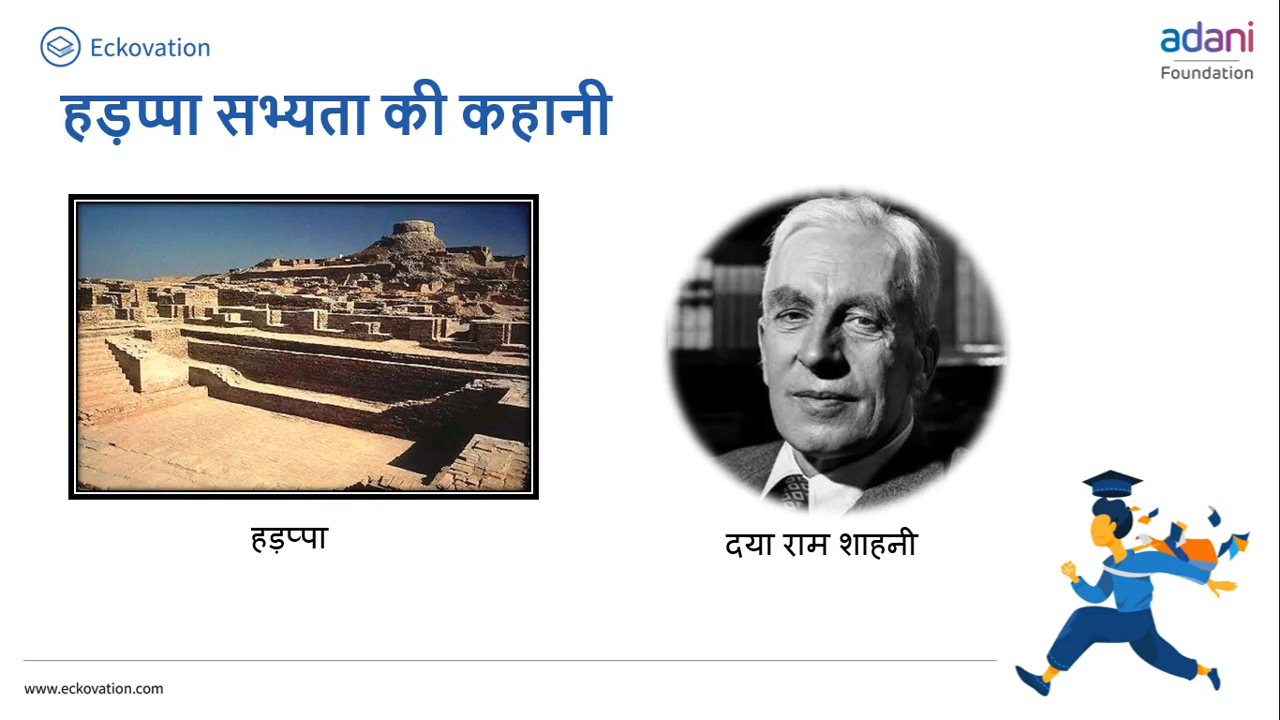 Eckovation
adani
Foundation
हड़प्पा सभ्यता की कहानी
हड़प्पा
दया राम शाहनी
www.eckovation.com